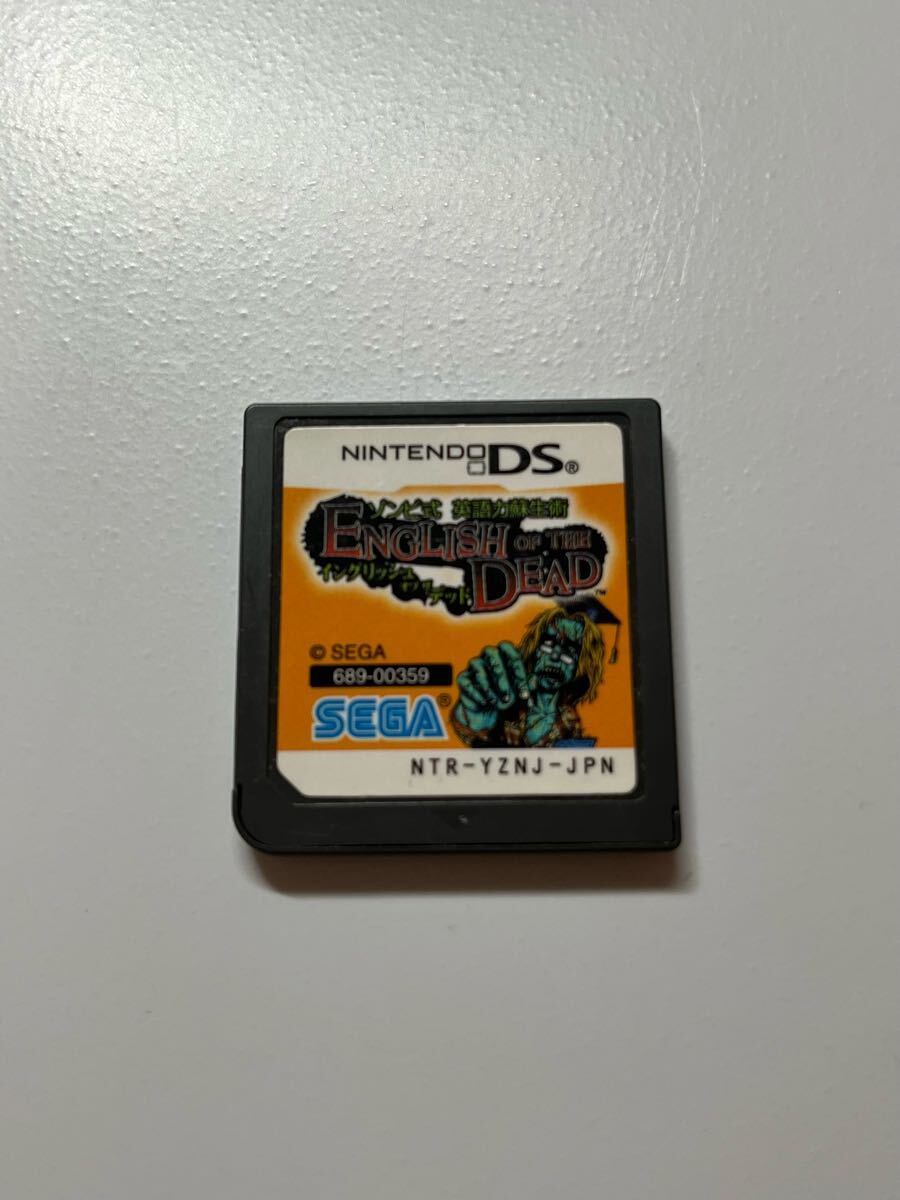 NINTENDO DS®
ゾンビ式 英語力蘇生術
ENGLISH OF THE
DEAD™
イングリッシュ オブ ザ デッド
© SEGA
689-00359
SEGA®
NTR-YZNJ-JPN